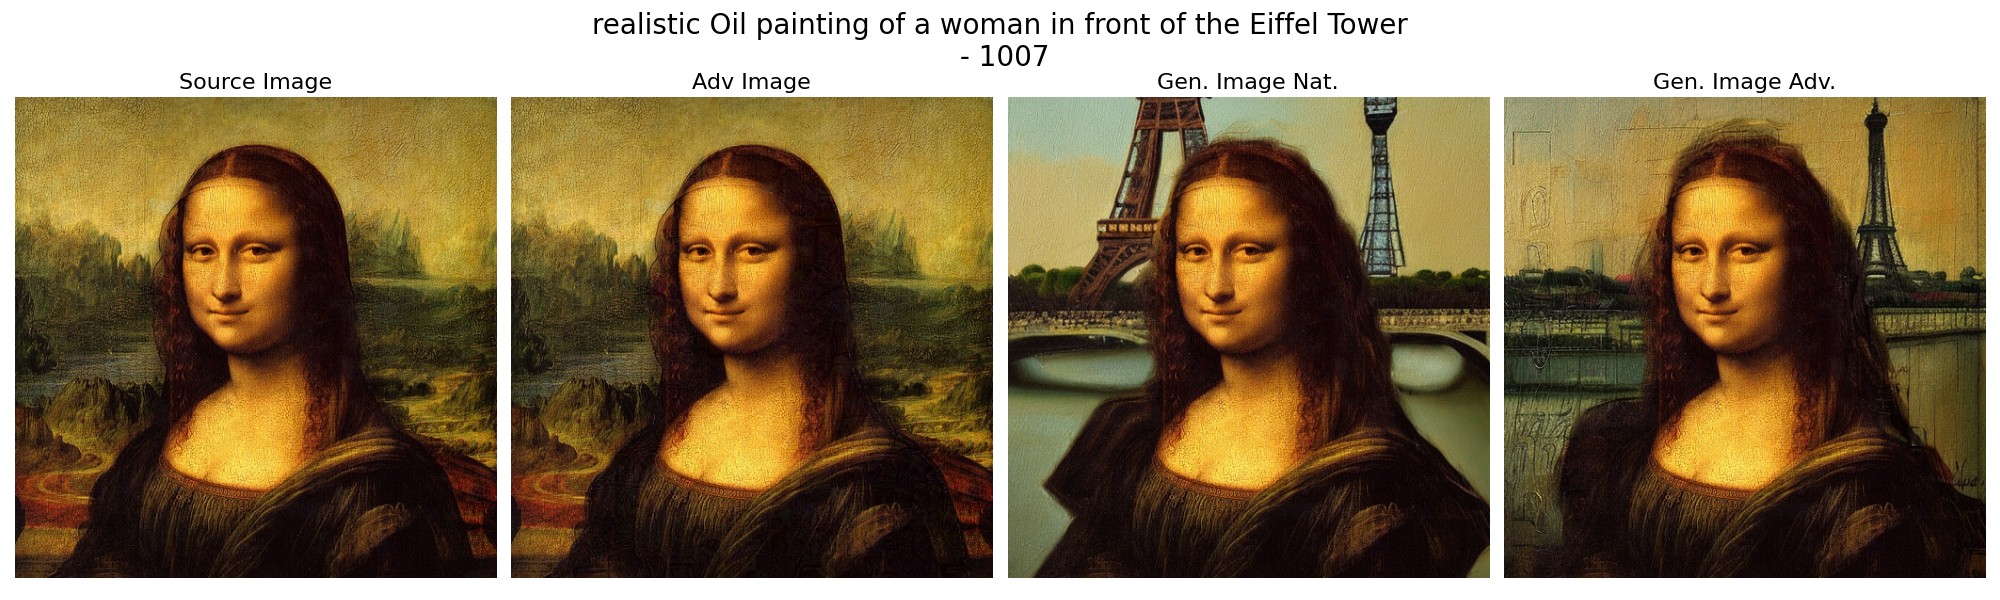 realistic Oil painting of a woman in front of the Eiffel Tower
- 1007
Source Image
Adv Image
Gen. Image Nat.
Gen. Image Adv.